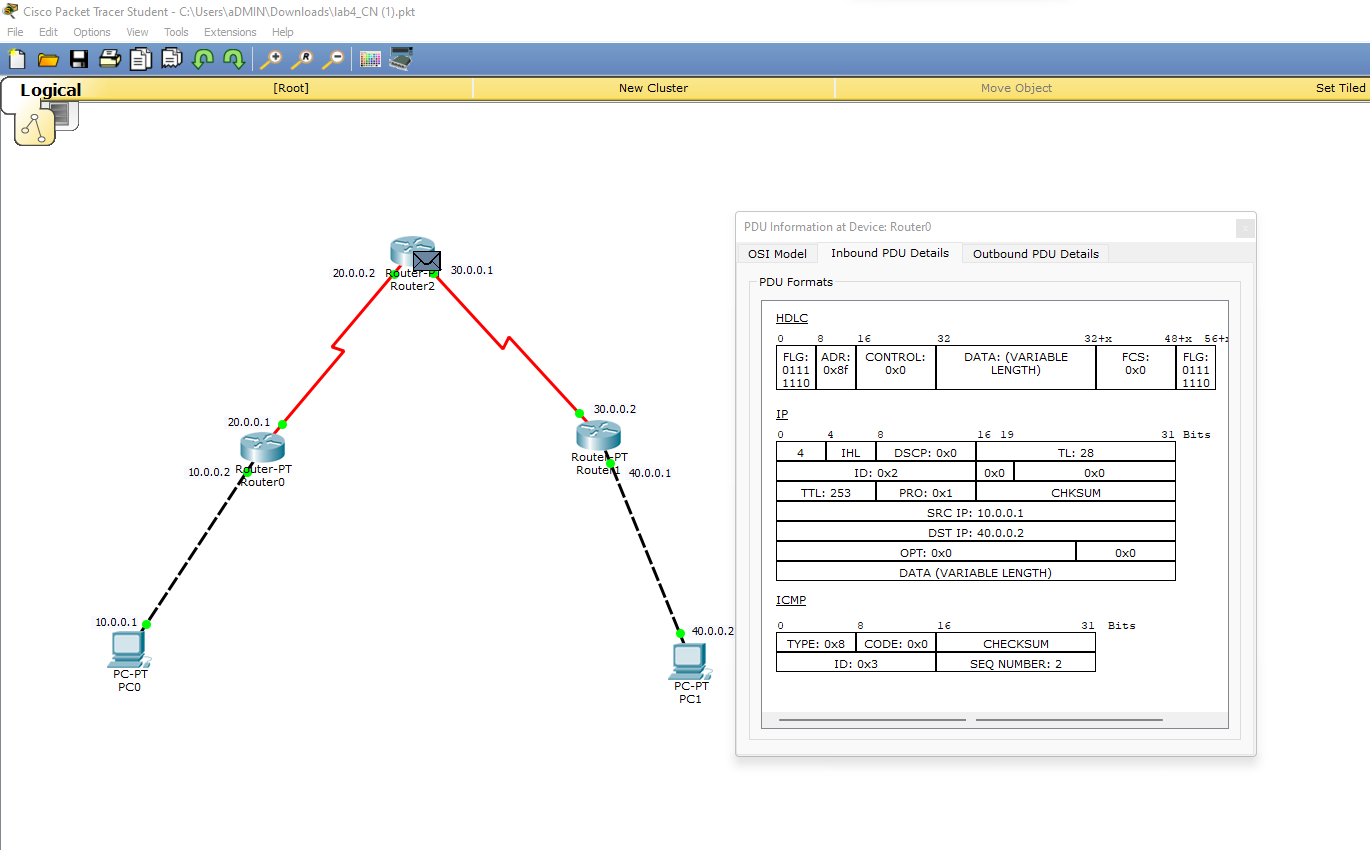 Cisco Packet Tracer Student - C:\Users\aDMIN\Downloads\lab4_CN (1).pkt
File Edit Options View Tools Extensions Help
Logical [Root] New Cluster Move Object Set Tiled
20.0.0.2 Router-PT 30.0.0.1
Router2
20.0.0.1
30.0.0.2
10.0.0.2 Router-PT
Router0
Router-PT
Router1 40.0.0.1
10.0.0.1
PC-PT
PC0
40.0.0.2
PC-PT
PC1
PDU Information at Device: Router0
OSI Model Inbound PDU Details Outbound PDU Details
PDU Formats
HDLC
0 8 16 32 32+x 48+x 56+x
FLG: 0111 1110 ADR: 0x8f CONTROL: 0x0 DATA: (VARIABLE LENGTH) FCS: 0x0 FLG: 0111 1110
IP
0 4 8 16 19 31 Bits
4 IHL DSCP: 0x0 TL: 28
ID: 0x2 0x0 0x0
TTL: 253 PRO: 0x1 CHKSUM
SRC IP: 10.0.0.1
DST IP: 40.0.0.2
OPT: 0x0 0x0
DATA (VARIABLE LENGTH)
ICMP
0 8 16 31 Bits
TYPE: 0x8 CODE: 0x0 CHECKSUM
ID: 0x3 SEQ NUMBER: 2